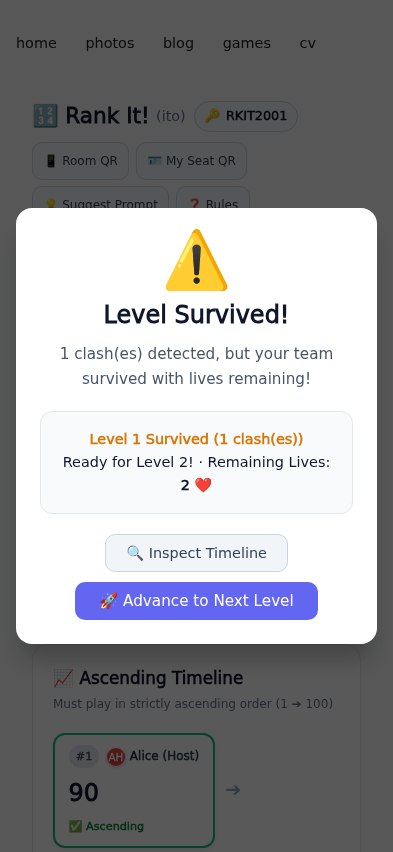 home photos blog games cv
Rank It! (ito) 🔑 RKIT2001
📱 Room QR 🪪 My Seat QR
💡 Suggest Prompt ❓ Rules
Level Survived!
1 clash(es) detected, but your team
survived with lives remaining!
Level 1 Survived (1 clash(es))
Ready for Level 2! · Remaining Lives:
2 ❤️
🔍 Inspect Timeline
🚀 Advance to Next Level
📈 Ascending Timeline
Must play in strictly ascending order (1 ➔ 100)
#1 AH Alice (Host)
90 ➔
✅ Ascending